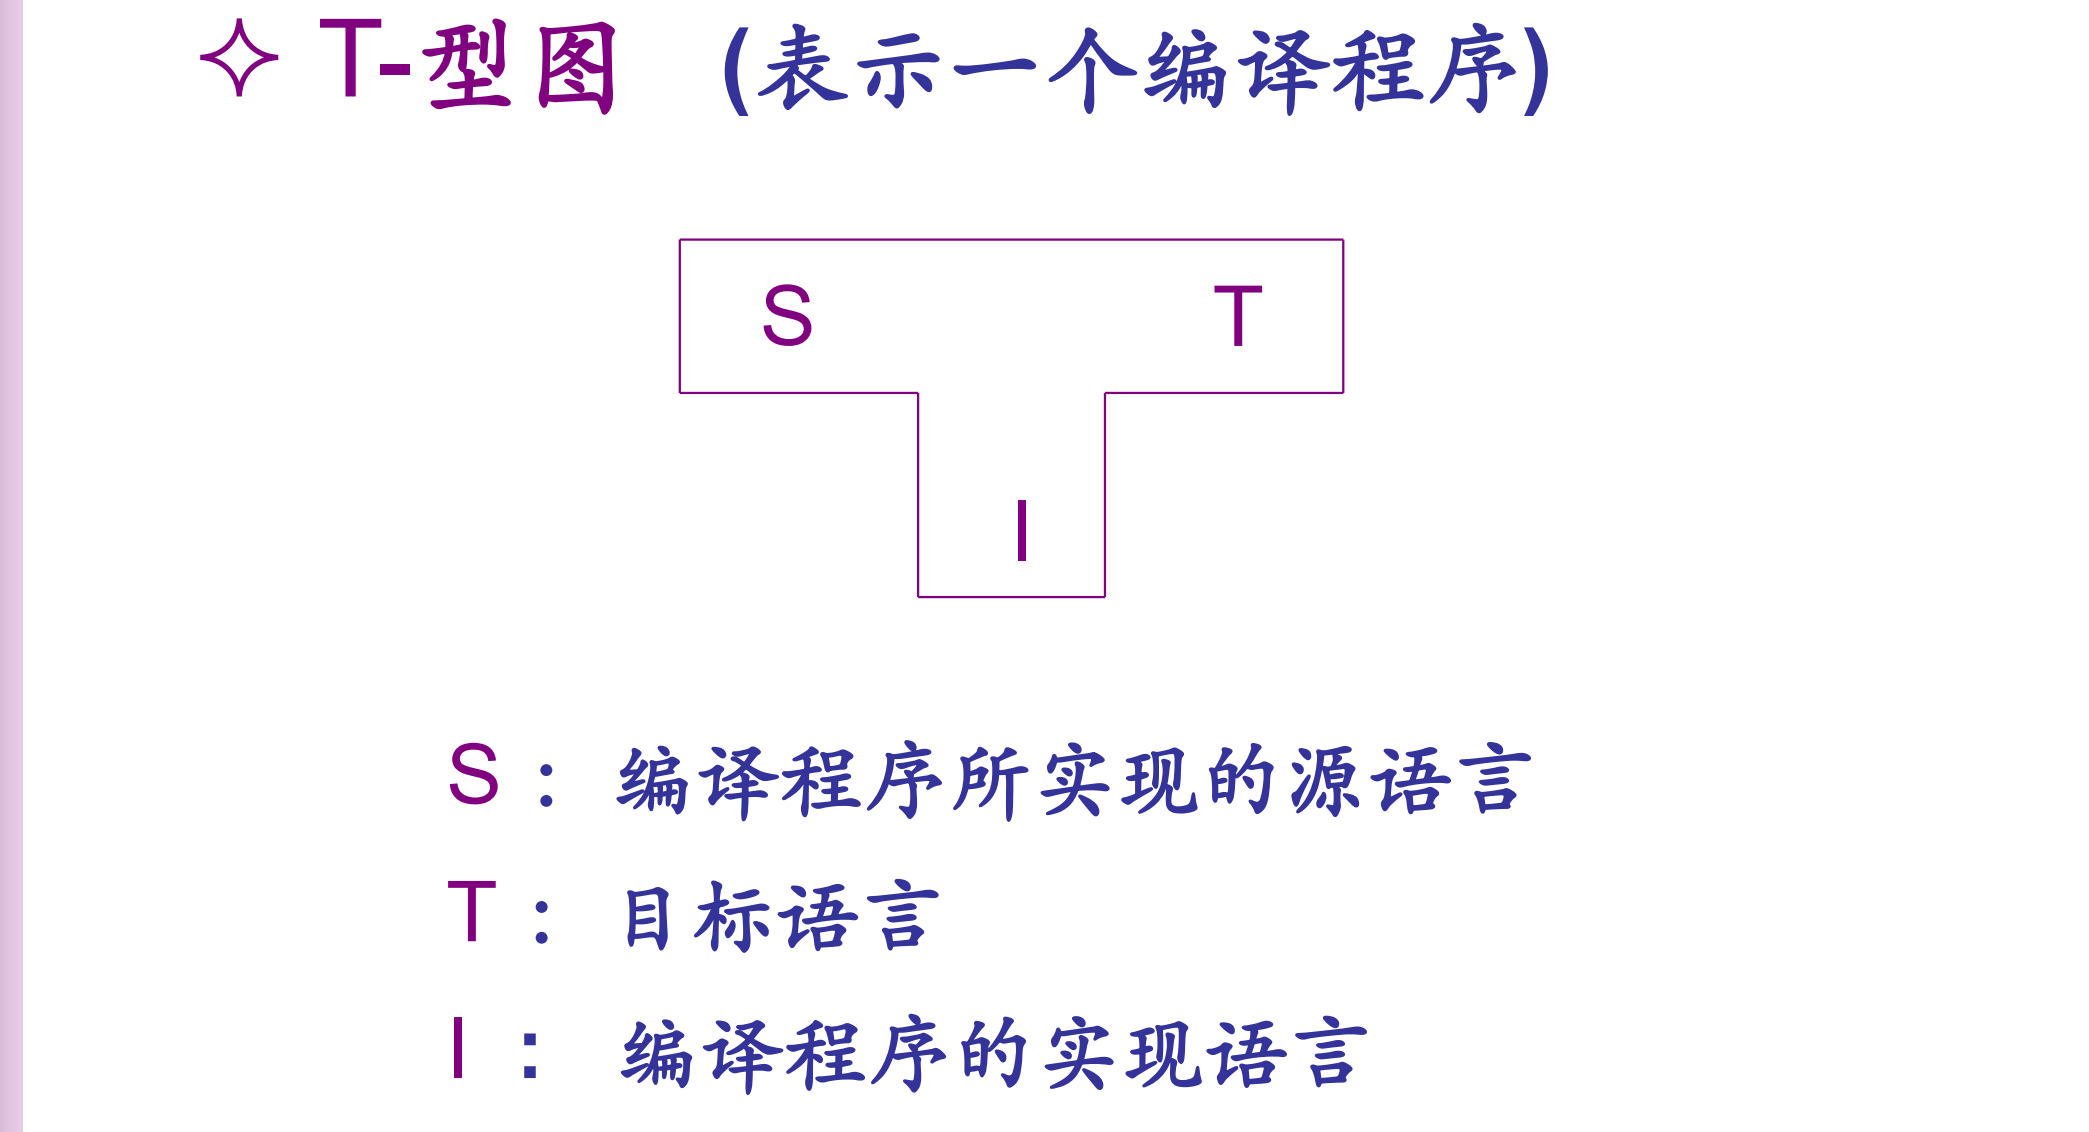 T-型图 (表示一个编译程序)
S T
I
S： 编译程序所实现的源语言
T： 目标语言
I： 编译程序的实现语言